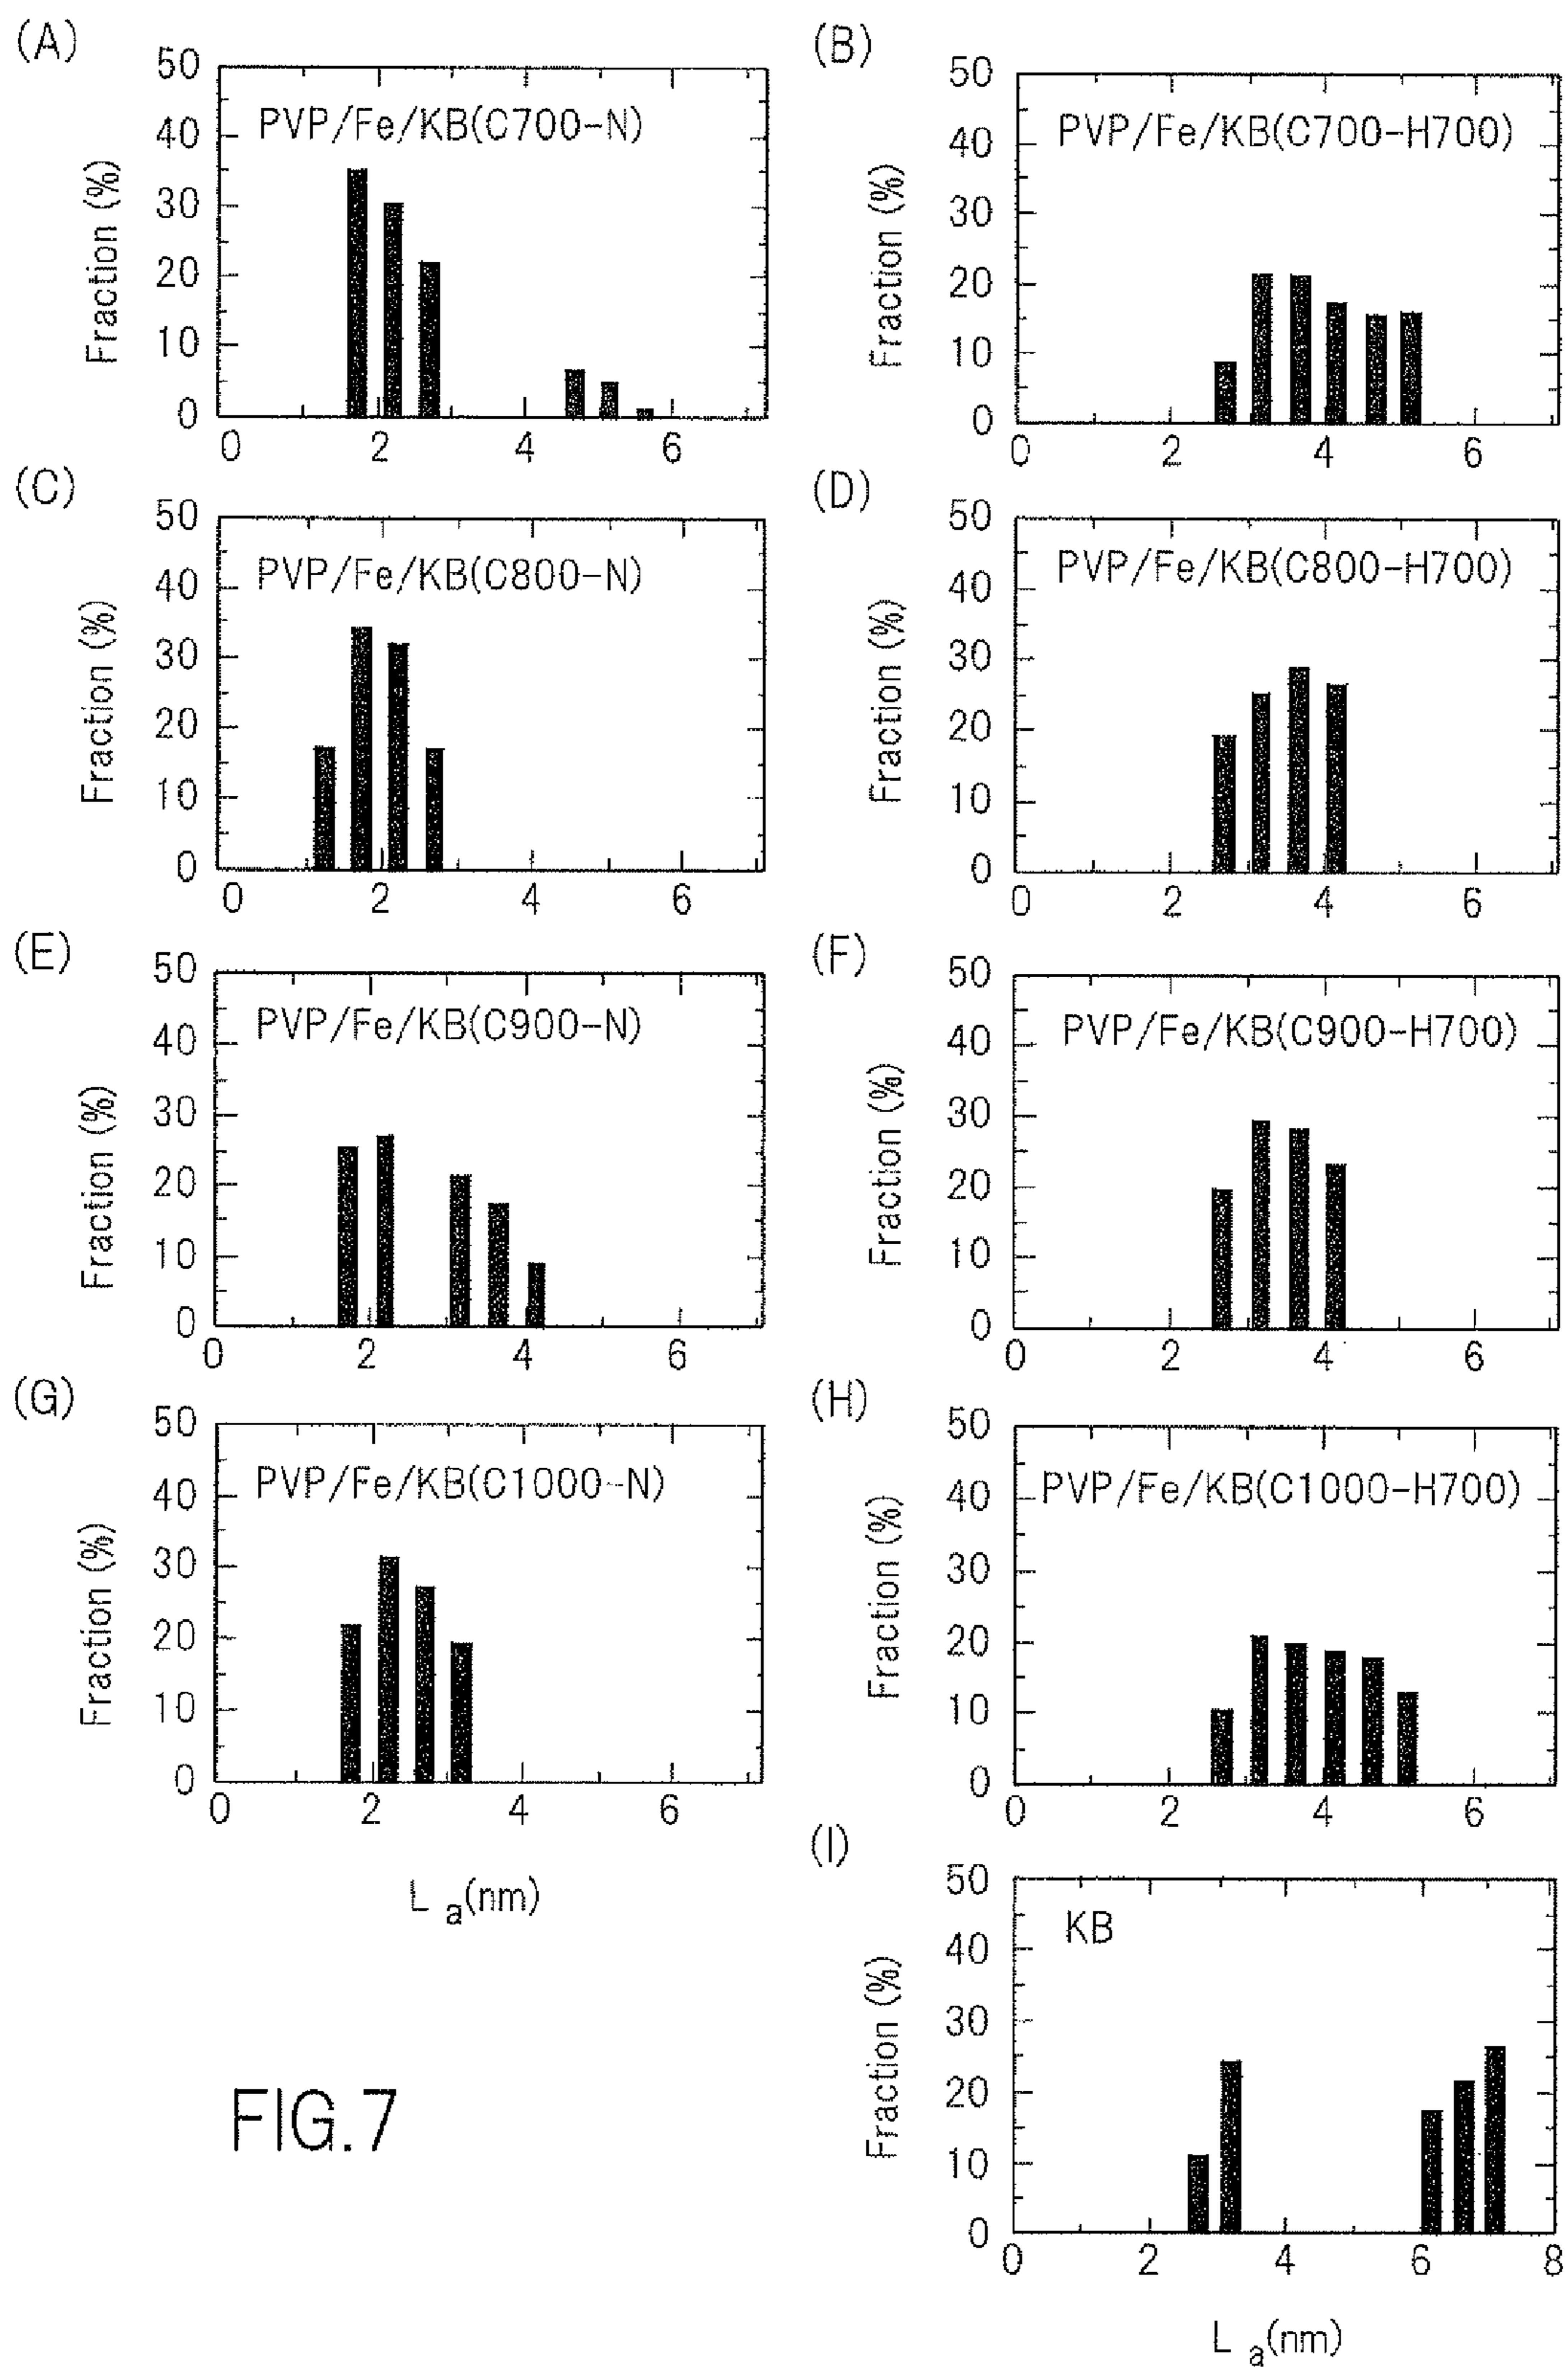 (A)
PVP/Fe/KB(C700-N)
Fraction (%)
50
40
30
20
10
0
0 2 4 6
(B)
PVP/Fe/KB(C700-H700)
Fraction (%)
50
40
30
20
10
0
0 2 4 6
(C)
PVP/Fe/KB(C800-N)
Fraction (%)
50
40
30
20
10
0
0 2 4 6
(D)
PVP/Fe/KB(C800-H700)
Fraction (%)
50
40
30
20
10
0
0 2 4 6
(E)
PVP/Fe/KB(C900-N)
Fraction (%)
50
40
30
20
10
0
0 2 4 6
(F)
PVP/Fe/KB(C900-H700)
Fraction (%)
50
40
30
20
10
0
0 2 4 6
(G)
PVP/Fe/KB(C1000-N)
Fraction (%)
50
40
30
20
10
0
0 2 4 6
L a(nm)
(H)
PVP/Fe/KB(C1000-H700)
Fraction (%)
50
40
30
20
10
0
0 2 4 6
(I)
KB
Fraction (%)
50
40
30
20
10
0
0 2 4 6 8
L a(nm)
FIG.7